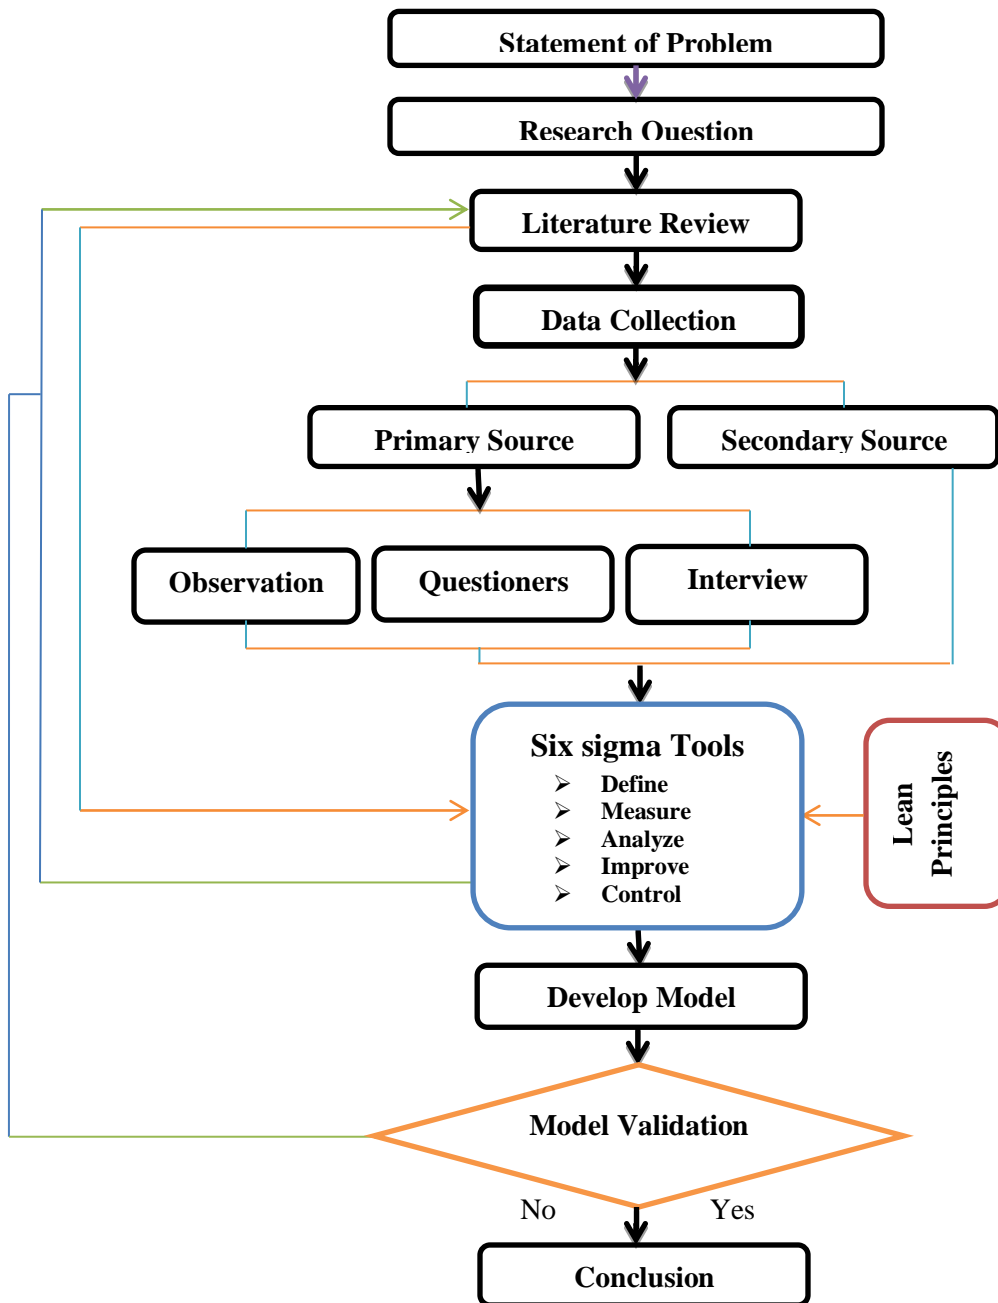 Statement of Problem
Research Question
Literature Review
Data Collection
Primary Source
Secondary Source
Observation
Questioners
Interview
Six sigma Tools
➢ Define
➢ Measure
➢ Analyze
➢ Improve
➢ Control
Lean
Principles
Develop Model
Model Validation
No
Yes
Conclusion